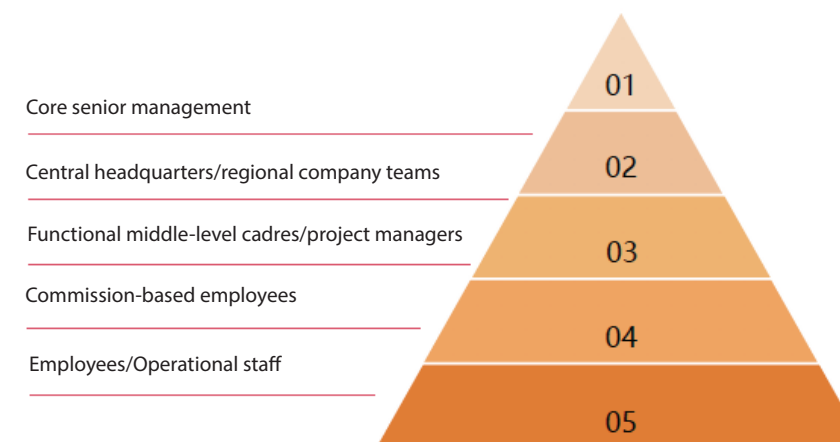 01
Core senior management
02
Central headquarters/regional company teams
03
Functional middle-level cadres/project managers
04
Commission-based employees
05
Employees/Operational staff